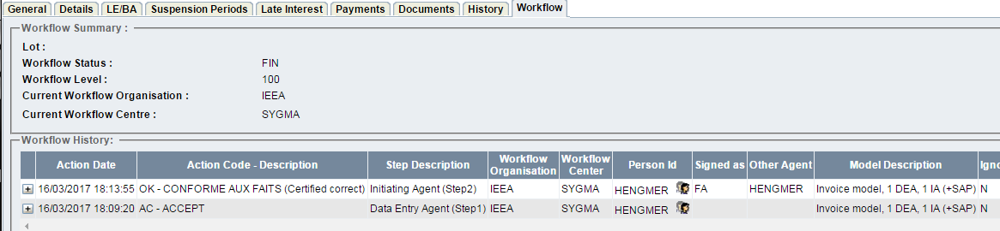 General Details LE/BA Suspension Periods Late Interest Payments Documents History Workflow
Workflow Summary :
Lot :
Workflow Status : FIN
Workflow Level : 100
Current Workflow Organisation : IEEA
Current Workflow Centre : SYGMA
Workflow History:
Action Date Action Code - Description Step Description Workflow Organisation Workflow Center Person Id Signed as Other Agent Model Description Igno
16/03/2017 18:13:55 OK - CONFORME AUX FAITS (Certified correct) Initiating Agent (Step2) IEEA SYGMA HENGMER FA HENGMER Invoice model, 1 DEA, 1 IA (+SAP) N
16/03/2017 18:09:20 AC - ACCEPT Data Entry Agent (Step1) IEEA SYGMA HENGMER Invoice model, 1 DEA, 1 IA (+SAP) N